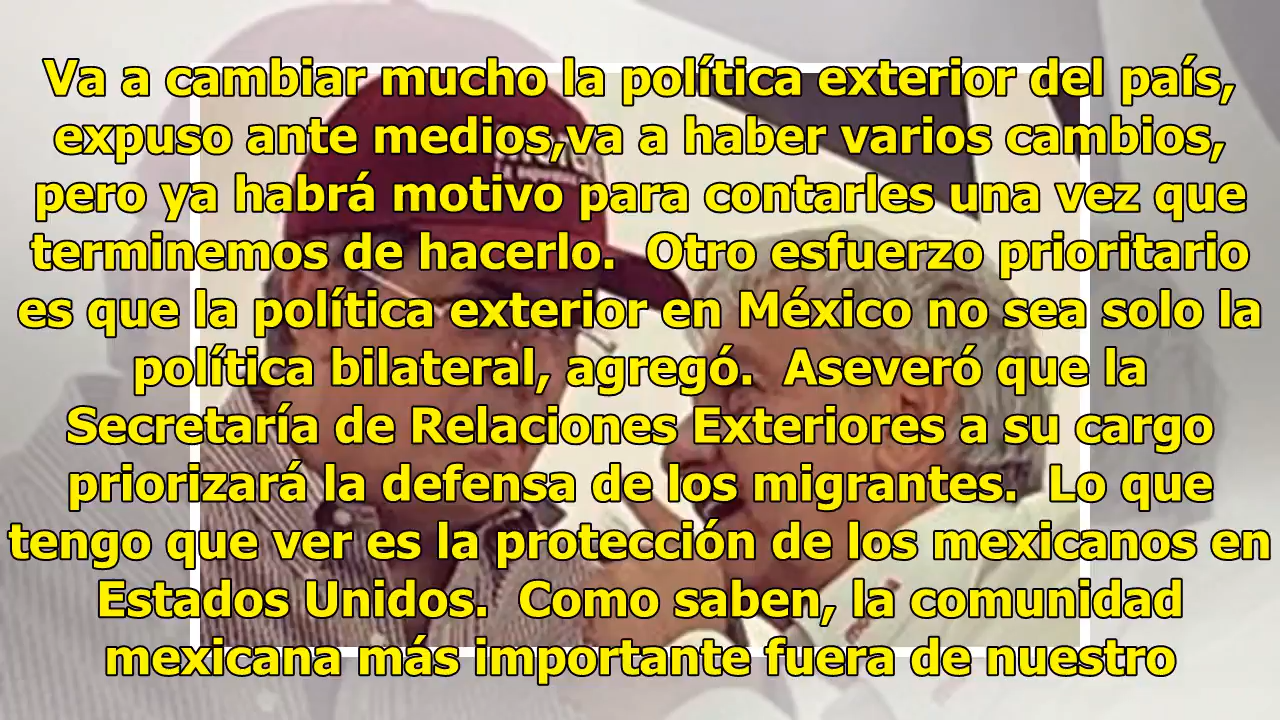 Va a cambiar mucho la política exterior del país,
expuso ante medios,va a haber varios cambios,
pero ya habrá motivo para contarles una vez que
terminemos de hacerlo.  Otro esfuerzo prioritario
es que la política exterior en México no sea solo la
política bilateral, agregó.  Aseveró que la
Secretaría de Relaciones Exteriores a su cargo
priorizará la defensa de los migrantes.  Lo que
tengo que ver es la protección de los mexicanos en
Estados Unidos.  Como saben, la comunidad
mexicana más importante fuera de nuestro